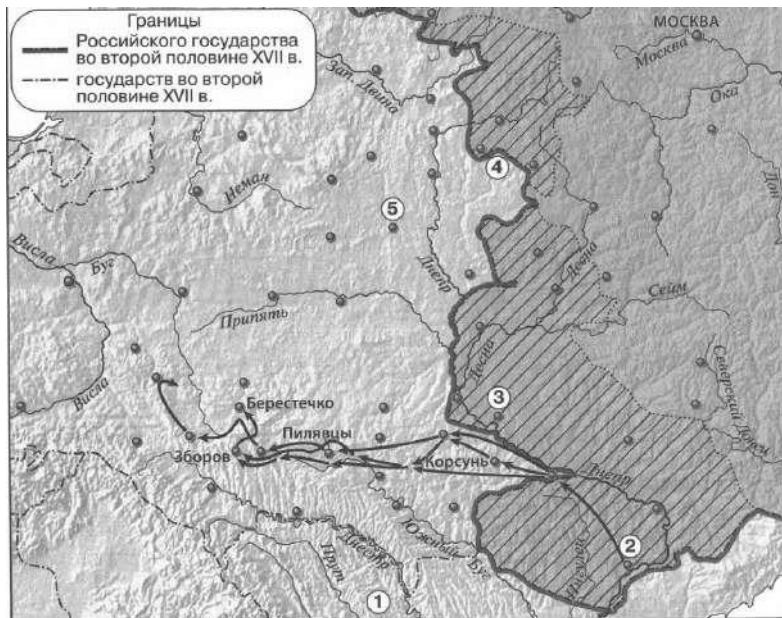 Границы
Российского государства
во второй половине XVII в.
государств во второй
половине XVII в.
МОСКВА
Москва
Зап. Двина
Ока
Дон
4
Неман
5
Висла
Буг
Днепр
Десна
Сейм
Припять
Десна
Северский Донец
Висла
3
Берестечко
Пилявцы
Зборов
Корсунь
Днепр
Южный Буг
2
Днестр
Ингулец
Прут
1